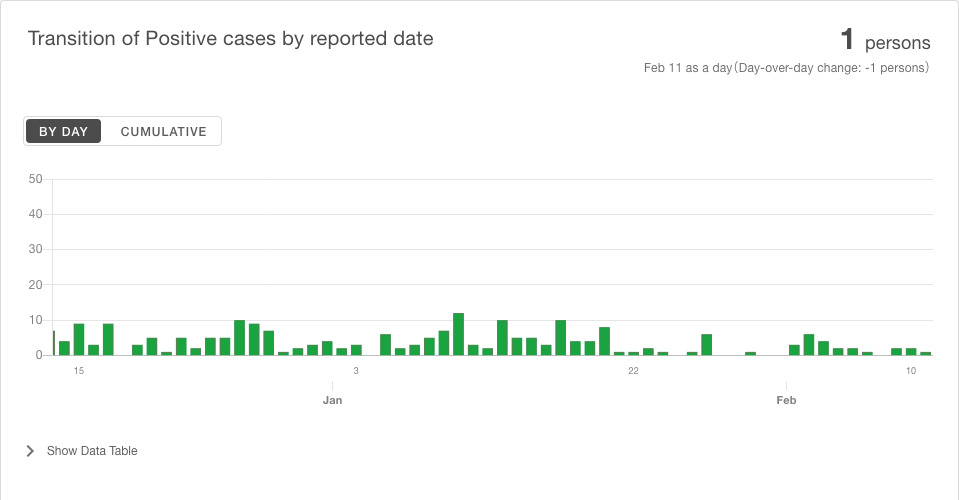 Transition of Positive cases by reported date
1 persons
Feb 11 as a day(Day-over-day change: -1 persons)
BY DAY CUMULATIVE
50
40
30
20
10
0
15 3 22 10
Jan Feb
Show Data Table